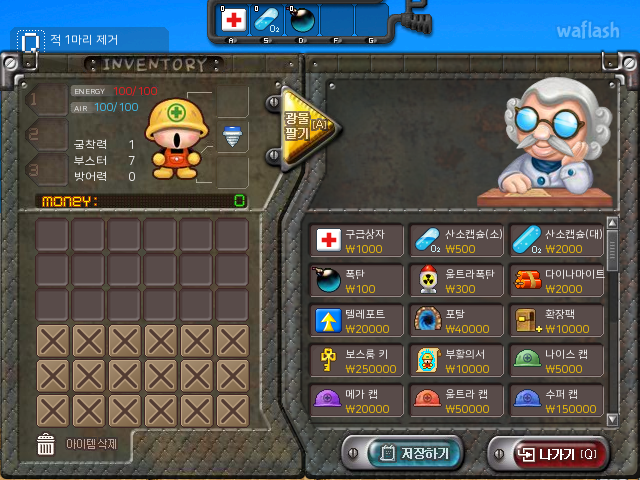 0 0 0
A S D F G
Q 적 1마리 제거
waflash
INVENTORY
1
ENERGY 100/100
AIR 100/100
2
3
굴착력 1
부스터 7
방어력 0
광물
팔기 [A]
money: 0
구급상자
₩1000
산소캡슐(소)
O2
₩500
산소캡슐(대)
O2
₩2000
폭탄
₩100
울트라폭탄
₩300
다이나마이트
₩2000
텔레포트
₩20000
포탈
₩40000
확장팩
₩10000
보스룸 키
₩250000
부활의서
₩10000
나이스 캡
₩5000
메가 캡
₩20000
울트라 캡
₩50000
수퍼 캡
₩150000
아이템삭제
저장하기
나가기 [Q]